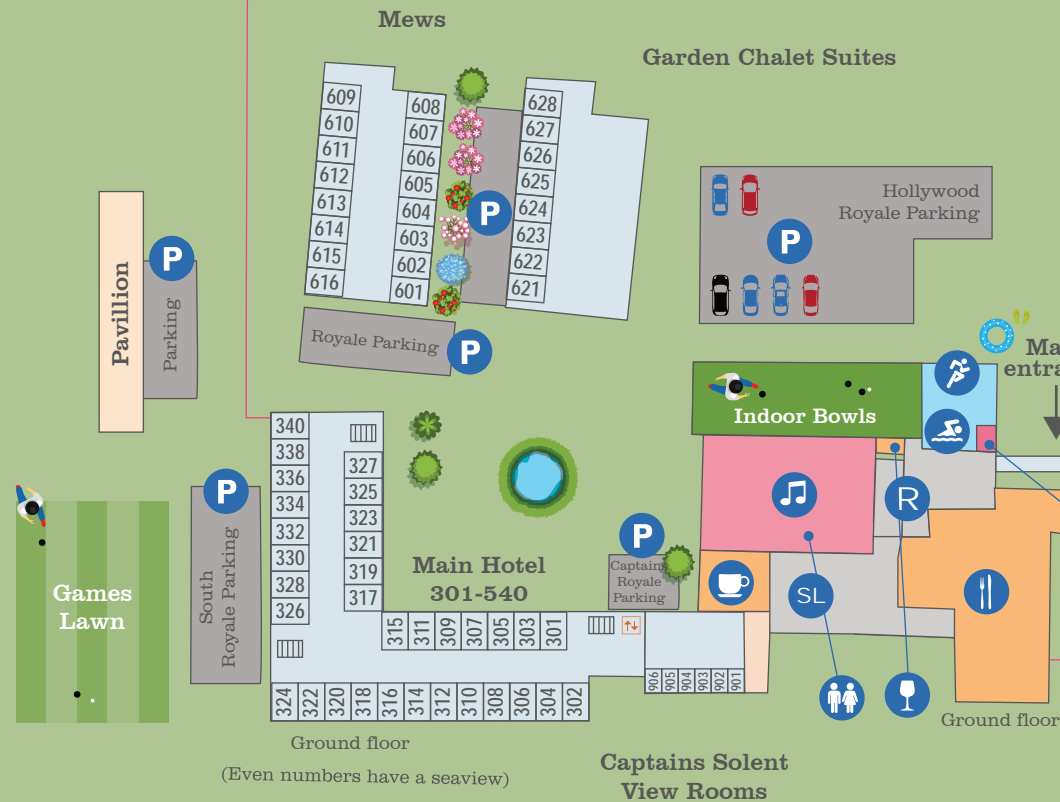 Mews
Garden Chalet Suites
609
610
611
612
613
614
615
616
608
607
606
605
604
603
602
601
628
627
626
625
624
623
622
621
P
Hollywood
Royale Parking
P
Pavillion
P
Parking
Royale Parking
P
Ma
entra
Indoor Bowls
340
338
336
334
332
330
328
326
327
325
323
321
319
317
P
South
Royale Parking
Games
Lawn
Main Hotel
301-540
P
Captains
Royale
Parking
R
SL
315
311
309
307
305
303
301
324
322
320
318
316
314
312
310
308
306
304
302
906
905
904
903
902
901
Ground floor
(Even numbers have a seaview)
Captains Solent
View Rooms
Ground floor